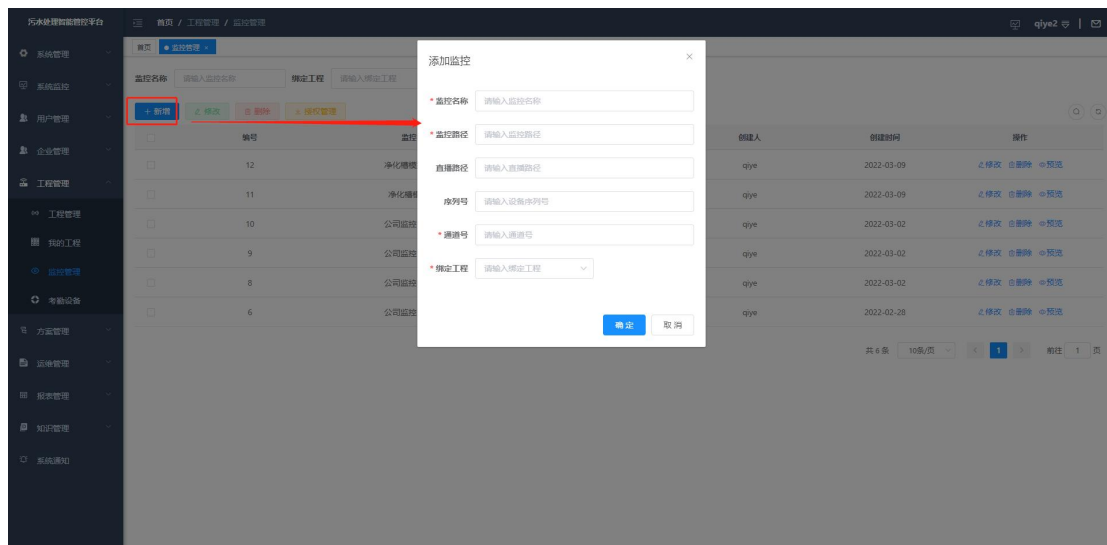 污水处理智能管控平台 首页 / 工程管理 / 监控管理 qiye2
系统管理 首页 监控管理 × 添加监控 ×
监控名称 请输入监控名称 绑定工程 请输入绑定工程
系统监控 * 监控名称 请输入监控名称
+ 新增 修改 删除 授权管理
用户管理 * 监控路径 请输入监控路径
编号 监控 创建人 创建时间 操作
企业管理 12 净化槽模 直播路径 请输入直播路径 qiye 2022-03-09 修改 删除 预览
工程管理 11 净化槽 序列号 请输入设备序列号 qiye 2022-03-09 修改 删除 预览
工程管理 10 公司监控 * 通道号 请输入通道号 qiye 2022-03-02 修改 删除 预览
我的工程 9 公司监控 qiye 2022-03-02 修改 删除 预览
监控管理 * 绑定工程 请输入绑定工程
8 公司监控 qiye 2022-03-02 修改 删除 预览
考勤设备 6 公司监控 qiye 2022-02-28 修改 删除 预览
方案管理 确定 取消
共 6 条 10条/页 1 前往 1 页
运维管理
报表管理
知识管理
系统通知